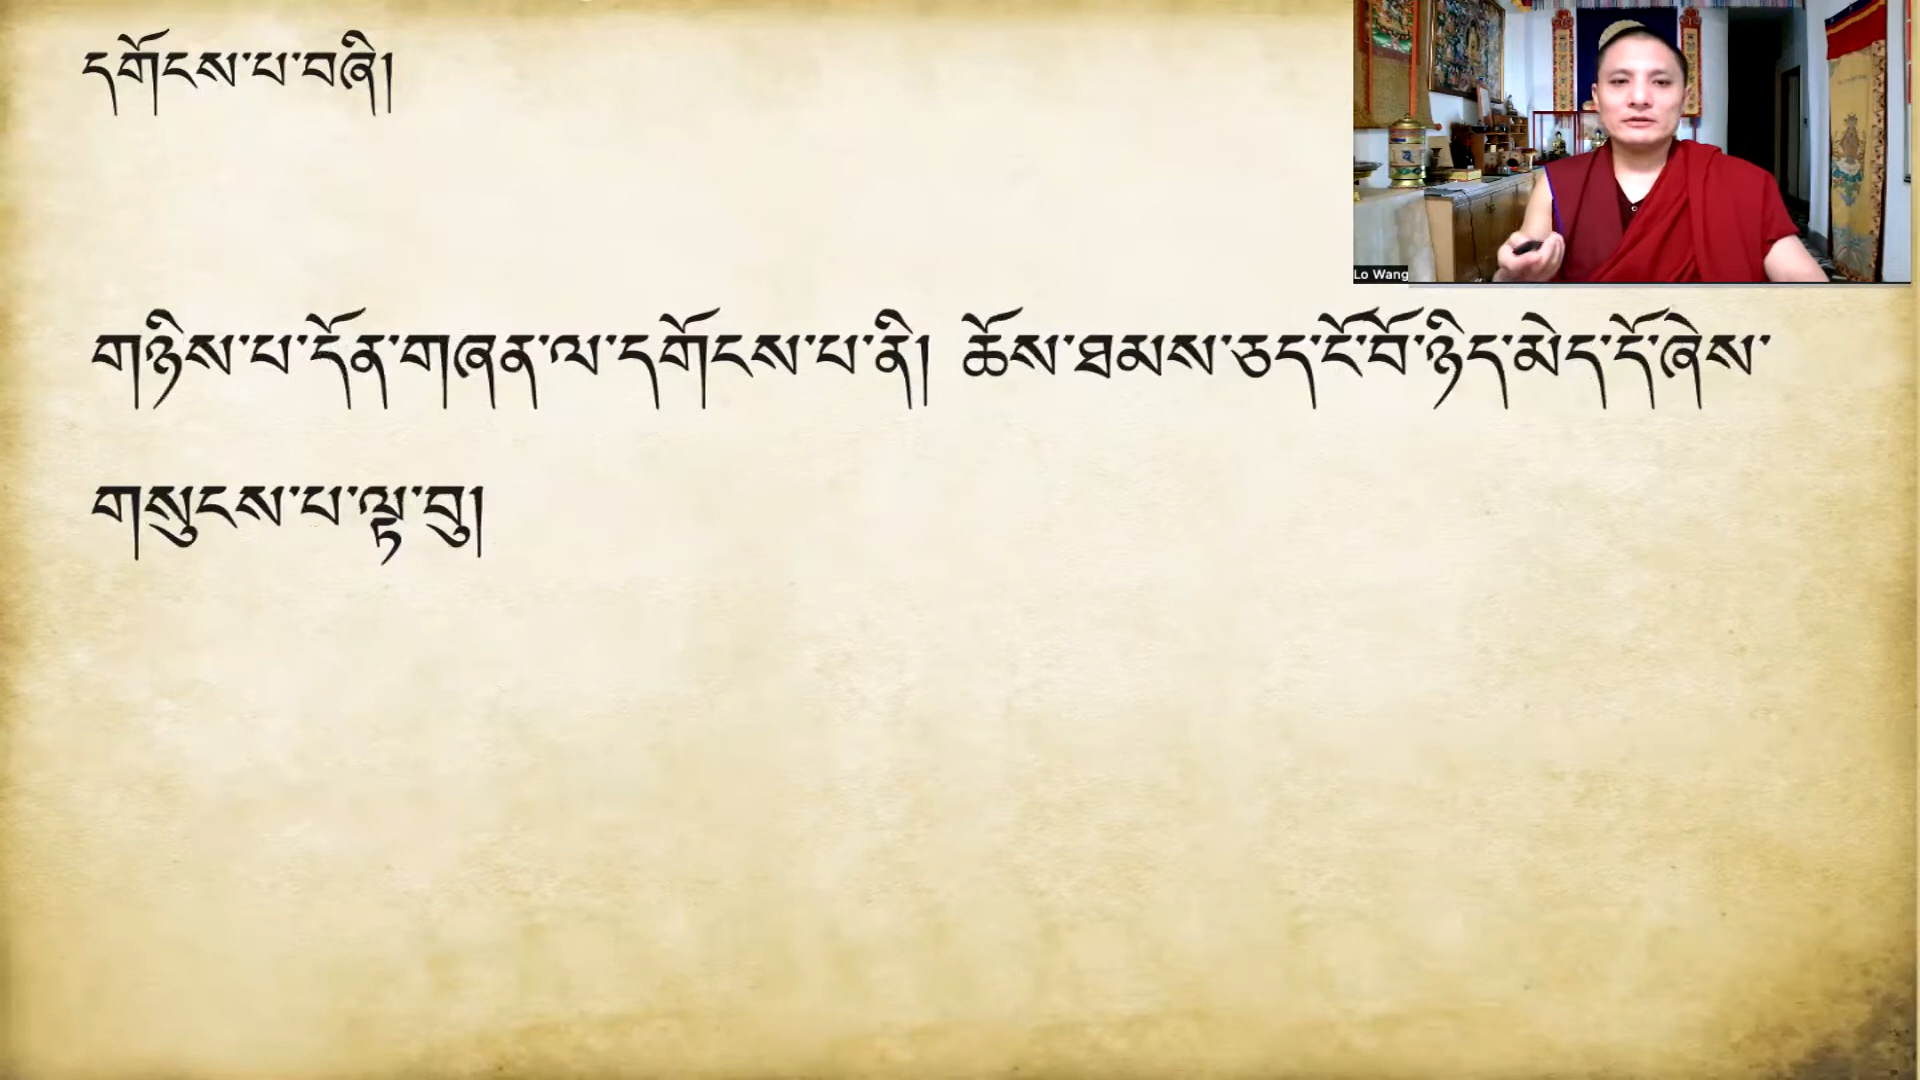 དགོངས་པ་བཞི།
Lo Wang
གཉིས་པ་དོན་གཞན་ལ་དགོངས་པ་ནི། ཆོས་ཐམས་ཅད་ངོ་བོ་ཉིད་མེད་དོ་ཞེས་
གསུངས་པ་ལྟ་བུ།